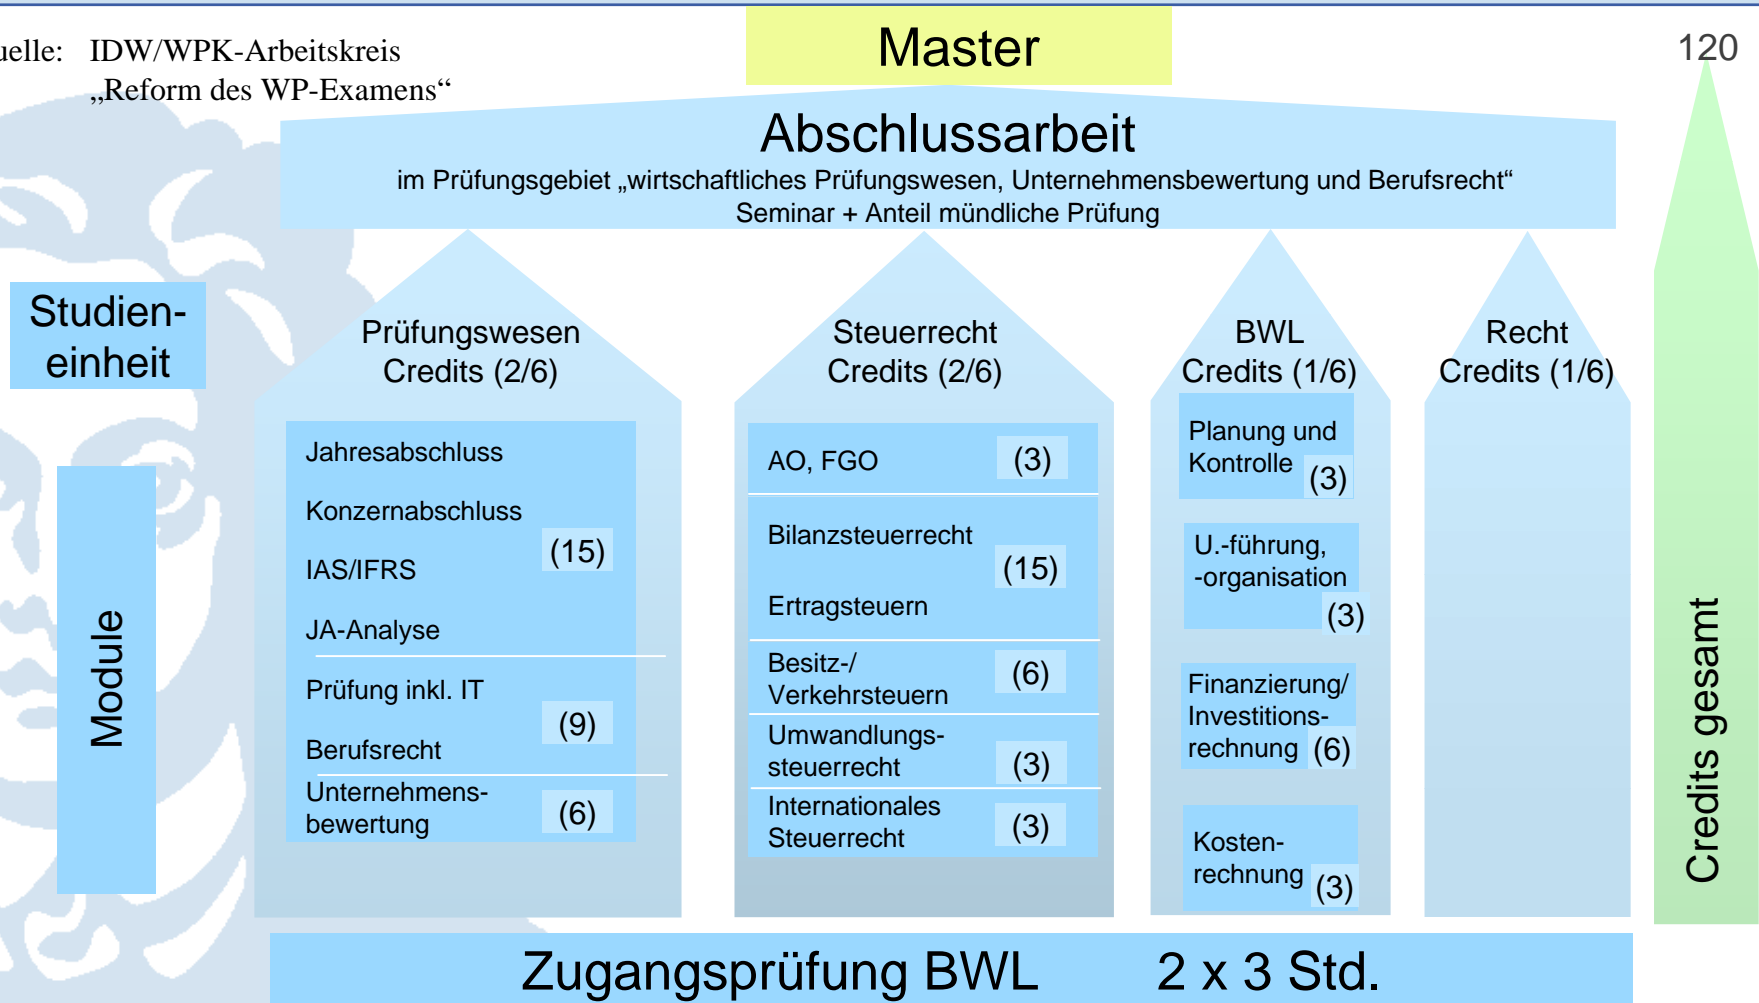 uelle: IDW/WPK-Arbeitskreis
„Reform des WP-Examens“
Master
120
Abschlussarbeit
im Prüfungsgebiet „wirtschaftliches Prüfungswesen, Unternehmensbewertung und Berufsrecht“
Seminar + Anteil mündliche Prüfung
Studien-
einheit
Module
Prüfungswesen
Credits (2/6)
Jahresabschluss
Konzernabschluss
(15)
IAS/IFRS
JA-Analyse
Prüfung inkl. IT
(9)
Berufsrecht
Unternehmens-
bewertung (6)
Steuerrecht
Credits (2/6)
AO, FGO (3)
Bilanzsteuerrecht
(15)
Ertragsteuern
Besitz-/
Verkehrsteuern (6)
Umwandlungs-
steuerrecht (3)
Internationales
Steuerrecht (3)
BWL
Credits (1/6)
Planung und
Kontrolle (3)
U.-führung,
-organisation
(3)
Finanzierung/
Investitions-
rechnung (6)
Kosten-
rechnung (3)
Recht
Credits (1/6)
Credits gesamt
Zugangsprüfung BWL 2 x 3 Std.